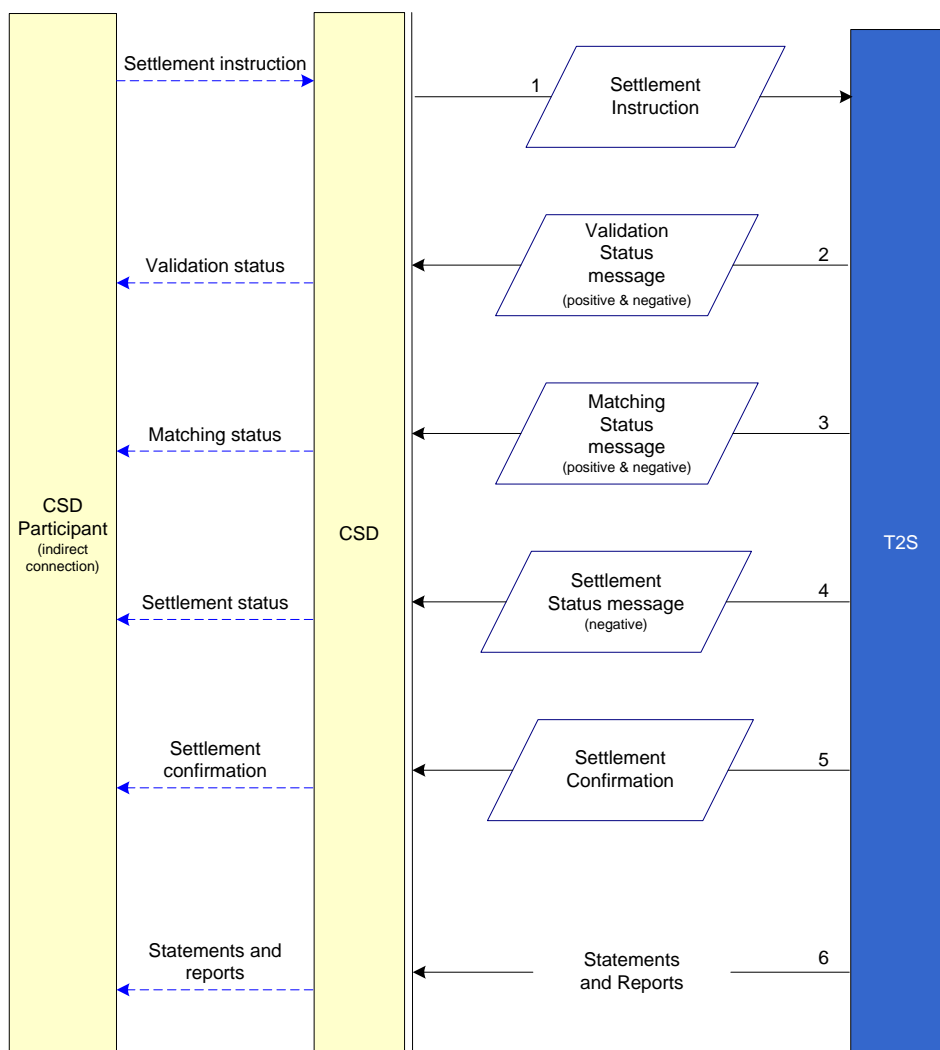 Settlement instruction
1
Settlement
Instruction
Validation status
Validation
Status
message
(positive & negative)
2
Matching status
Matching
Status
message
(positive & negative)
3
CSD
Participant
(indirect
connection)
CSD
T2S
Settlement status
Settlement
Status message
(negative)
4
Settlement
confirmation
Settlement
Confirmation
5
Statements and
reports
Statements
and Reports
6